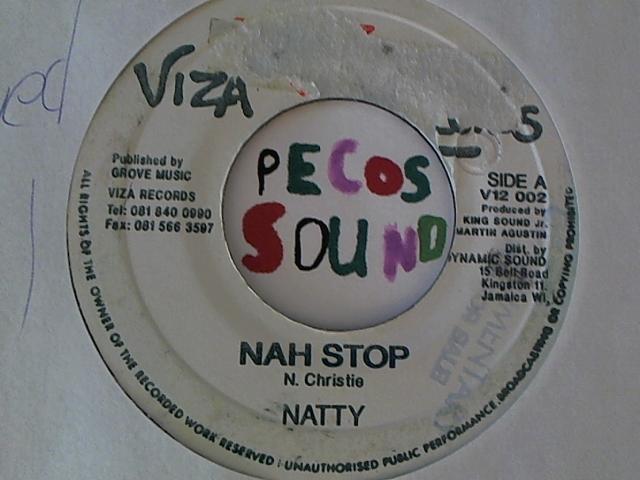 VIZA
PECOS
SOUND
Published by
GROVE MUSIC
VIZA RECORDS
Tel: 081 840 0990
Fax: 081 566 3597
SIDE A
V12 002
Produced by
KING SOUND Jr.
MARTIN AGUSTIN
Dist. by
DYNAMIC SOUND
15 Bell Road
Kingston 11.
Jamaica WI,
NAH STOP
N. Christie
NATTY
ALL RIGHTS OF THE OWNER OF THE RECORDED WORK RESERVED : UNAUTHORISED PUBLIC PERFORMANCE. BROADCASTING OR COPYING PROHIBITED